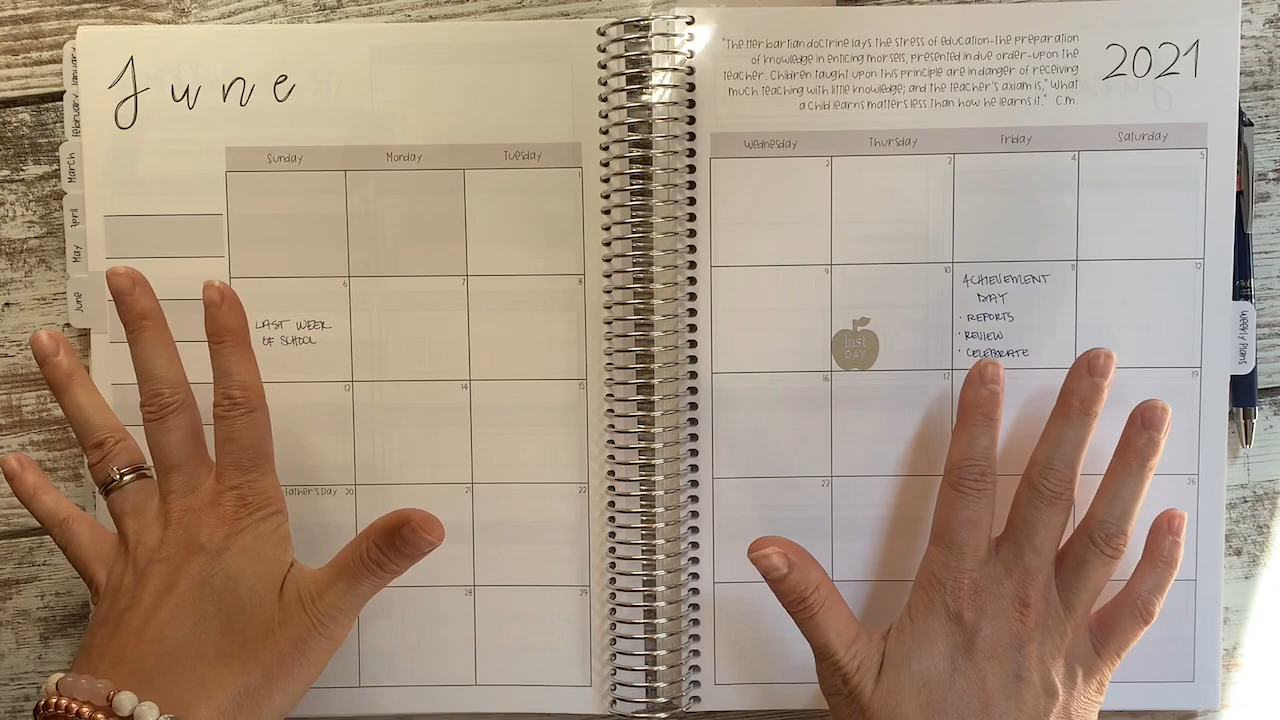 June
"The Herbartian doctrine lays the stress of education-the preparation
of knowledge in enticing morsels, presented in due order-upon the
teacher. Children taught upon this principle are in danger of receiving
much teaching with little knowledge; and the teacher's axiam is," What
a child learns matters less than how he learns it." C.M.
2021
January
February
March
April
May
June
Sunday Monday Tuesday Wednesday Thursday Friday Saturday
1 2 3 4 5
6 7 8 9 10 11 12
LAST WEEK
OF SCHOOL
last
DAY
ACHIEVEMENT
DAY
· REPORTS
· REVIEW
· CELEBRATE
13 14 15 16 17 19
Father's Day 20 21 22 23 26
28 29
Weekly Plans